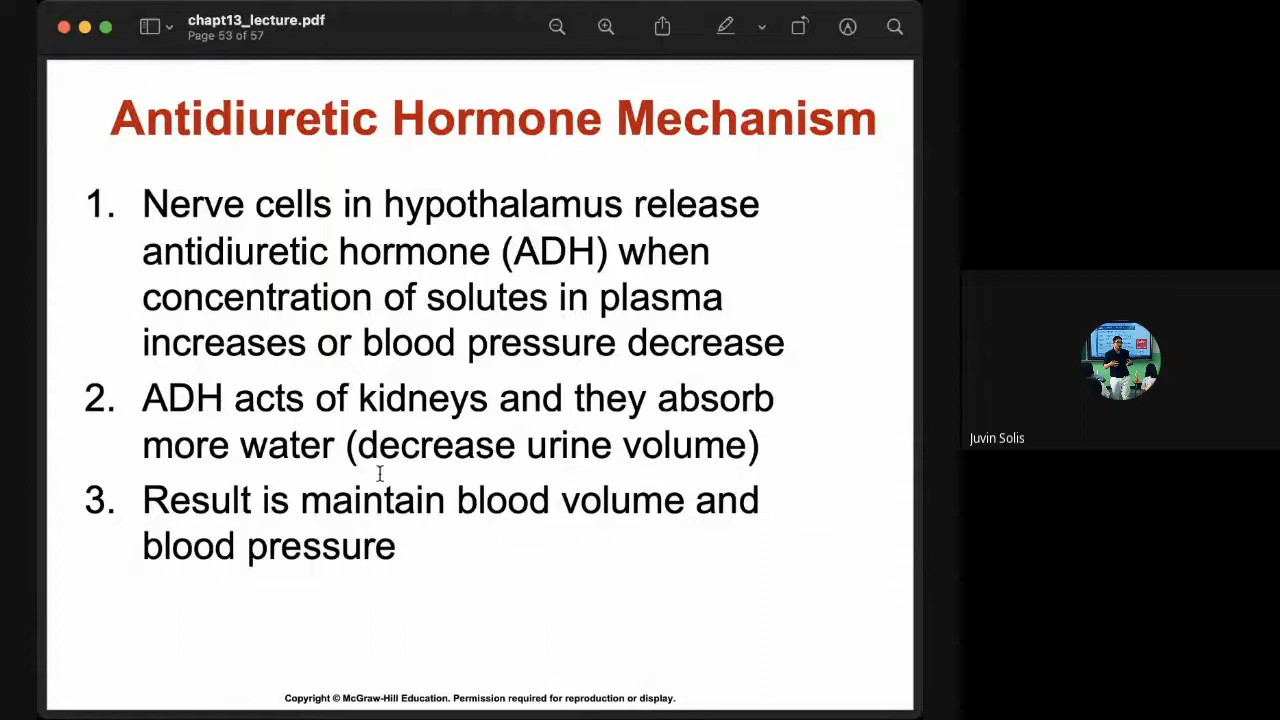 chapt13_lecture.pdf
Page 53 of 57
Antidiuretic Hormone Mechanism
1. Nerve cells in hypothalamus release
antidiuretic hormone (ADH) when
concentration of solutes in plasma
increases or blood pressure decrease
2. ADH acts of kidneys and they absorb
more water (decrease urine volume)
3. Result is maintain blood volume and
blood pressure
Copyright © McGraw-Hill Education. Permission required for reproduction or display.
Juvin Solis